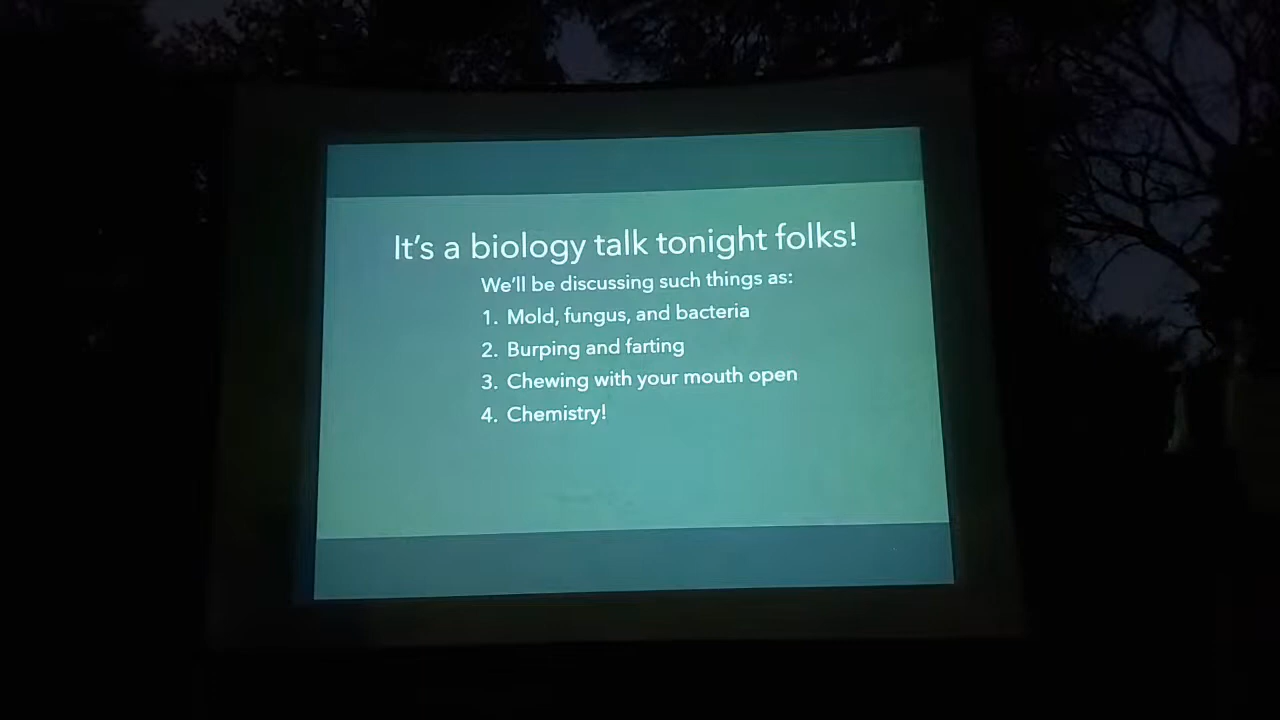 It's a biology talk tonight folks!
We'll be discussing such things as:
1. Mold, fungus, and bacteria
2. Burping and farting
3. Chewing with your mouth open
4. Chemistry!